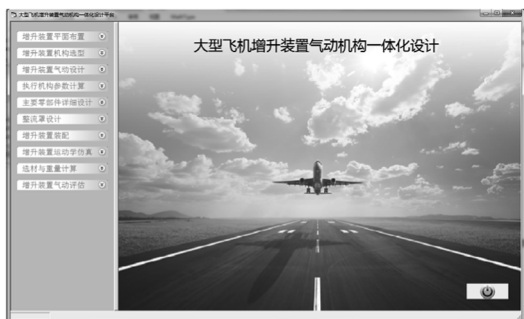 大型飞机增升装置气动机构一体化设计平台
大型飞机增升装置气动机构一体化设计
增升装置平面布置
增升装置机构选型
增升装置气动设计
执行机构参数计算
主要零部件详细设计
整流罩设计
增升装置装配
增升装置运动学仿真
选材与重量计算
增升装置气动评估